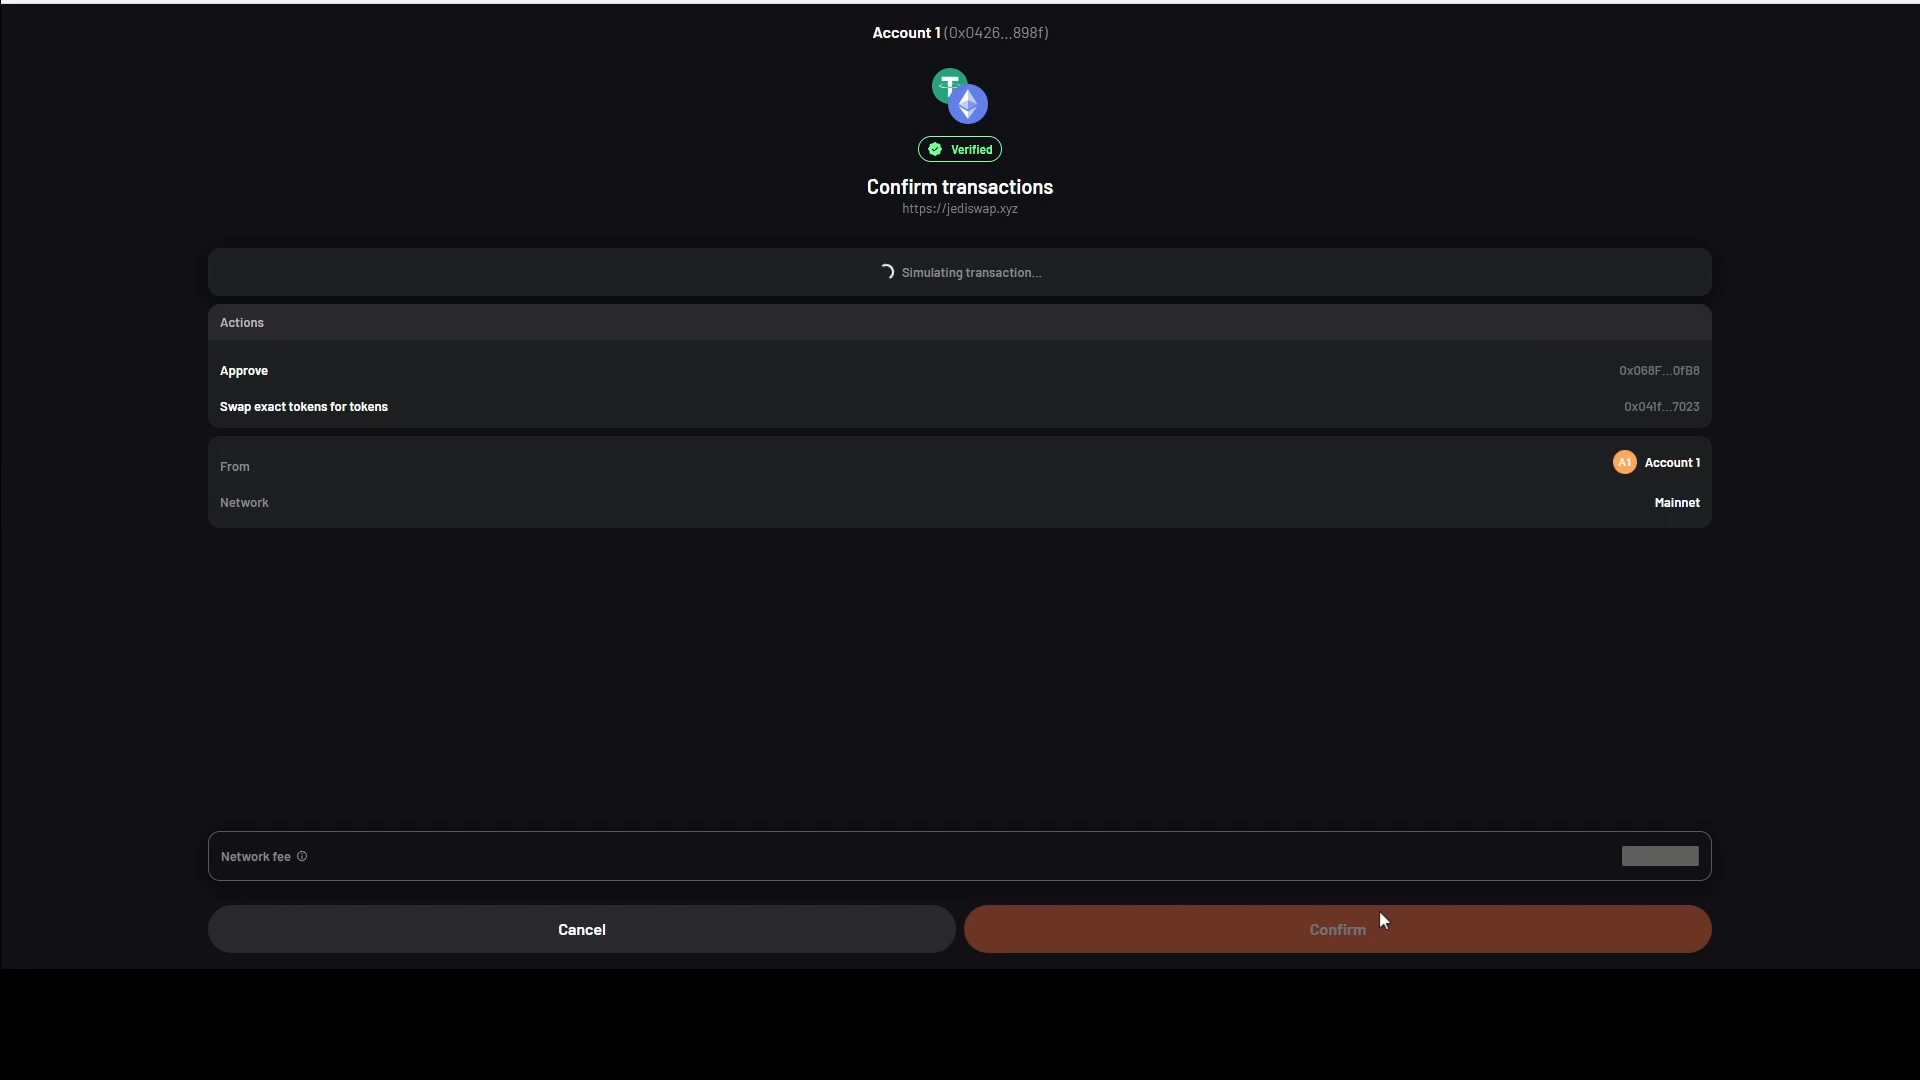 Account 1 (0x0426...898f)
Verified
Confirm transactions
https://jediswap.xyz
Simulating transaction...
Actions
Approve 0x068F...0fB8
Swap exact tokens for tokens 0x041f...7023
From A1 Account 1
Network Mainnet
Network fee
Cancel Confirm